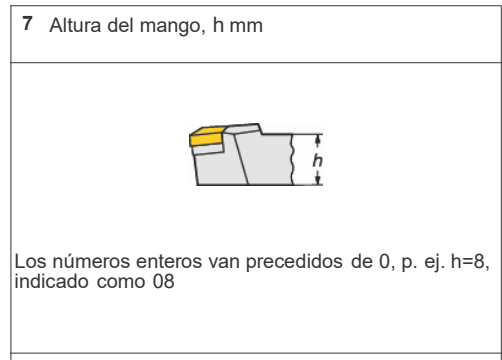 7 Altura del mango, h mm
h
Los números enteros van precedidos de 0, p. ej. h=8,
indicado como 08